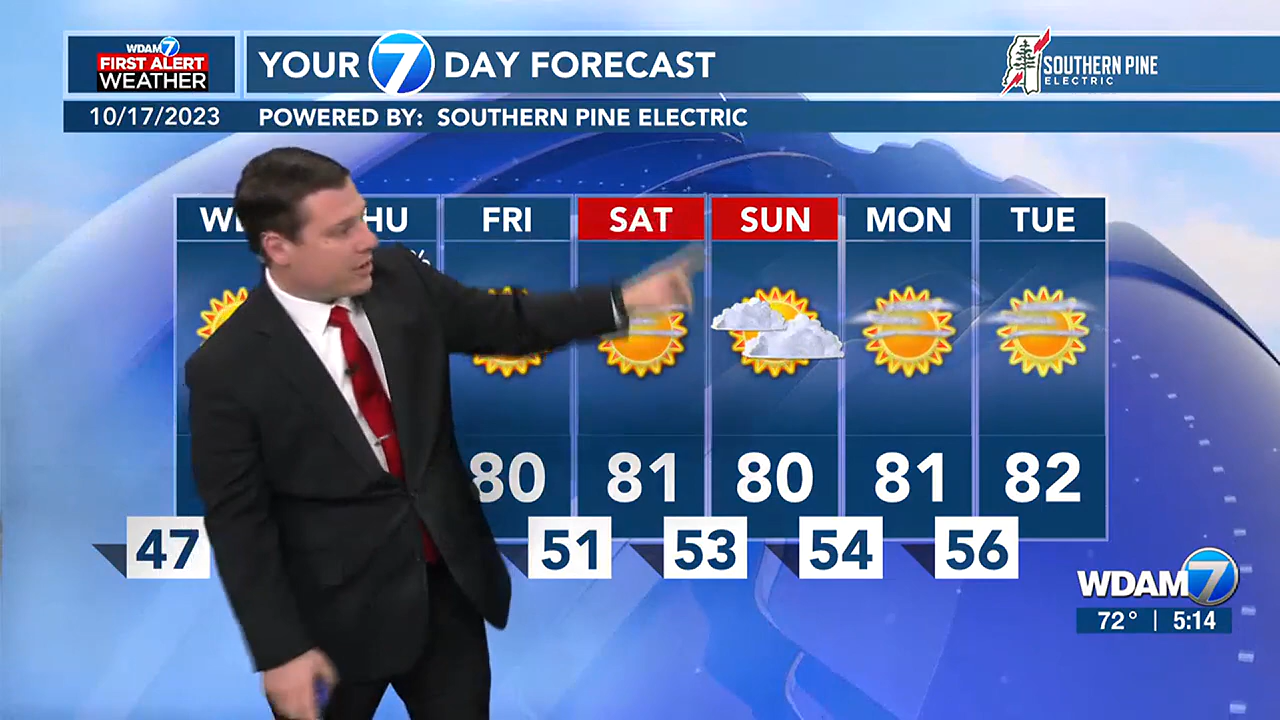 WDAM 7
FIRST ALERT
WEATHER
YOUR 7 DAY FORECAST
SOUTHERN PINE
ELECTRIC
10/17/2023
POWERED BY: SOUTHERN PINE ELECTRIC
FRI SAT SUN MON TUE
%
80 81 80 81 82
47 51 53 54 56
WDAM 7
72° | 5:14